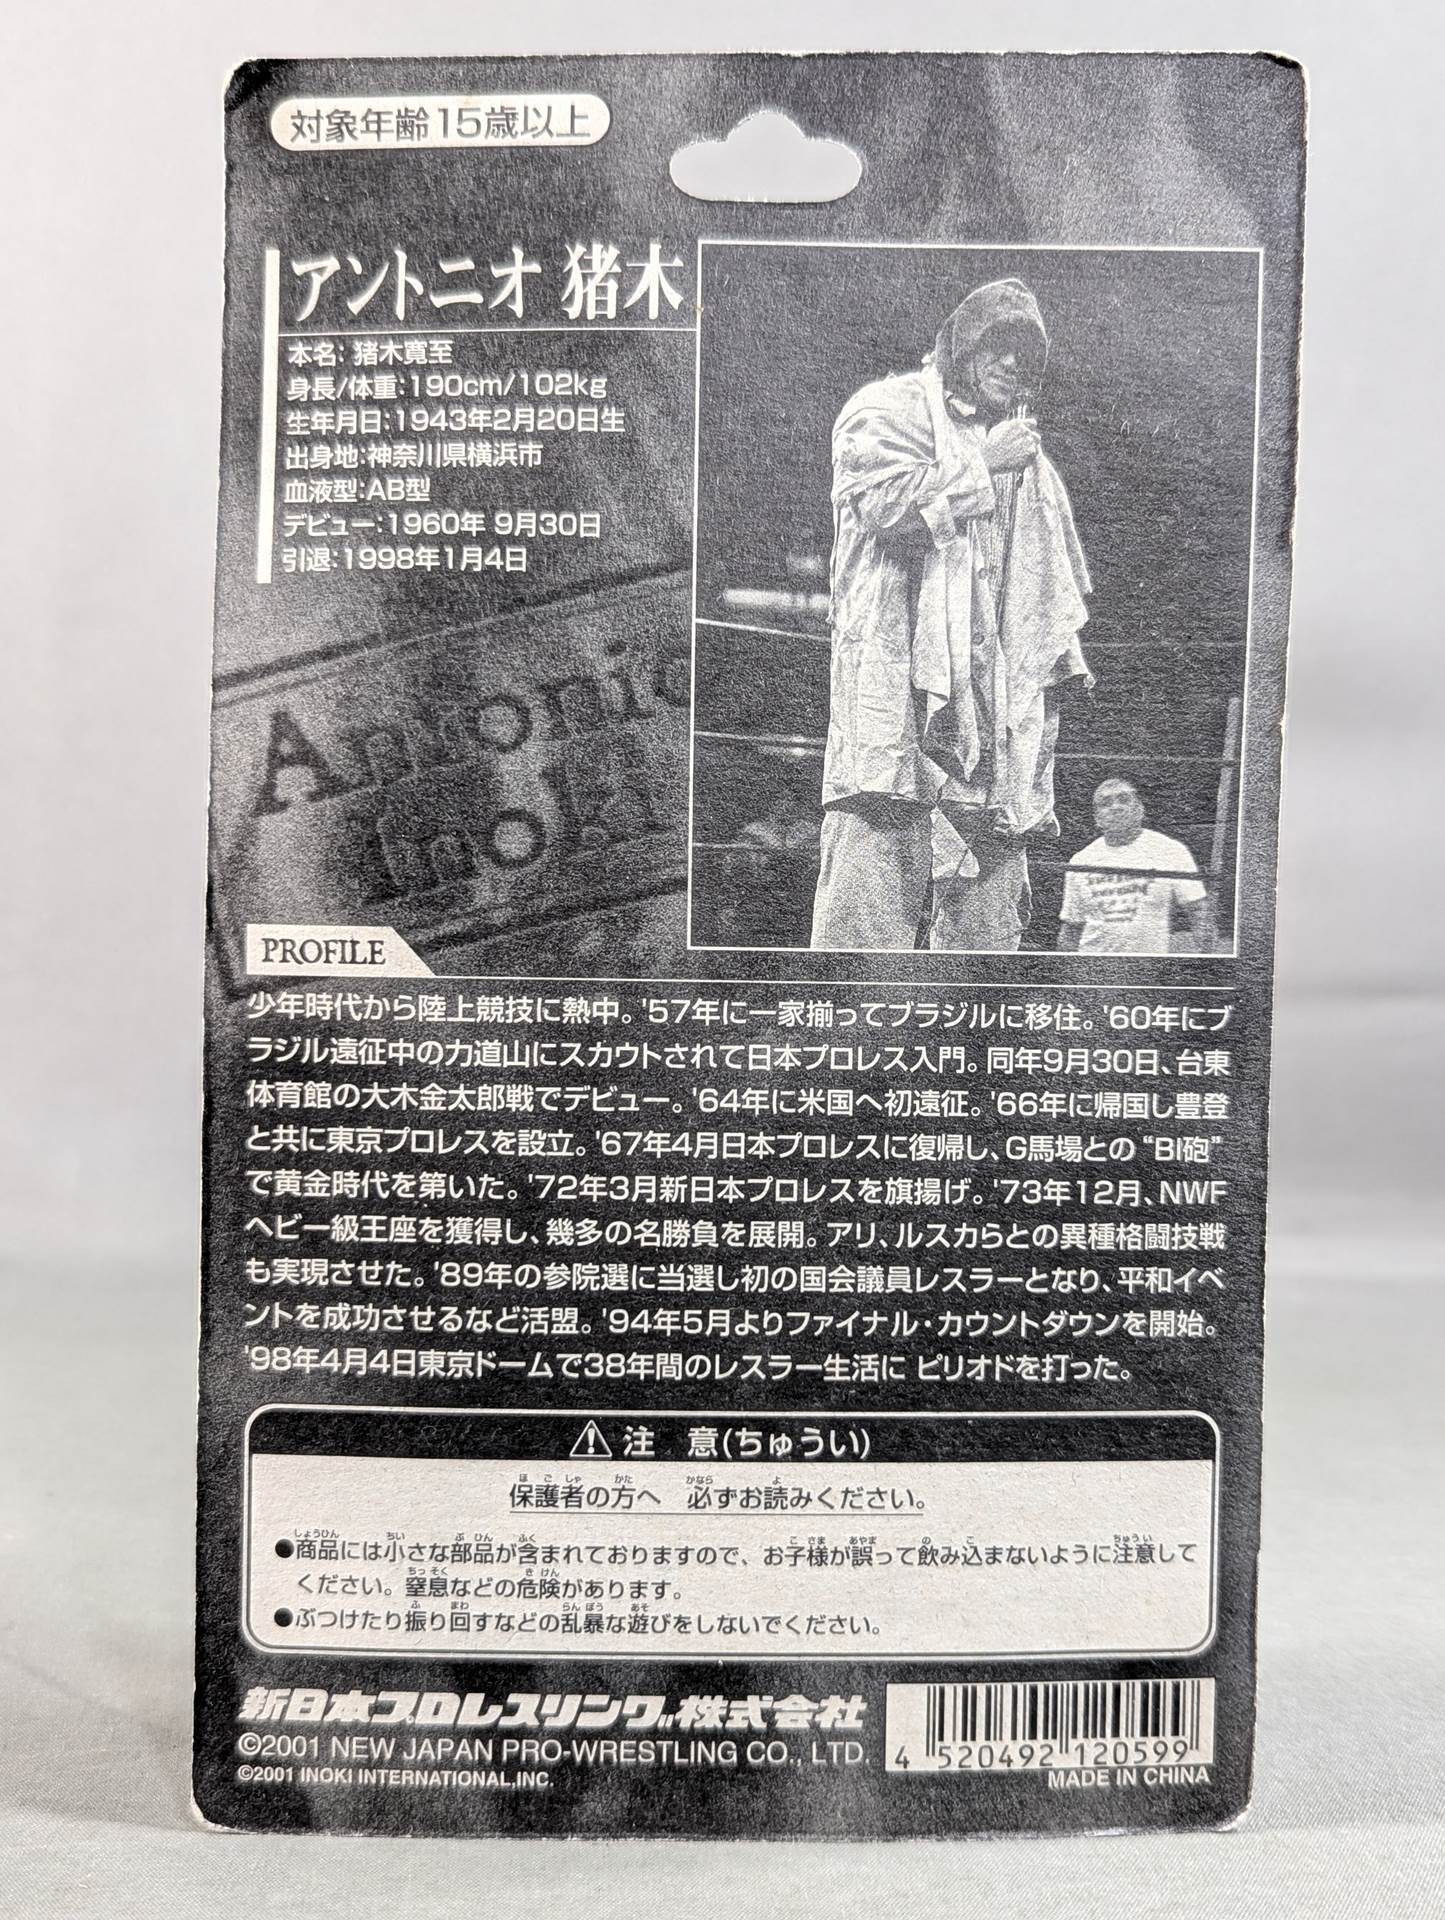 対象年齢15歳以上
アントニオ 猪木
本名: 猪木寛至
身長/体重:190cm/102kg
生年月日:1943年2月20日生
出身地:神奈川県横浜市
血液型:AB型
デビュー:1960年 9月30日
引退:1998年1月4日
Antonio
inoki
PROFILE
少年時代から陸上競技に熱中。'57年に一家揃ってブラジルに移住。'60年にブ
ラジル遠征中の力道山にスカウトされて日本プロレス入門。同年9月30日、台東
体育館の大木金太郎戦でデビュー。'64年に米国へ初遠征。'66年に帰国し豊登
と共に東京プロレスを設立。'67年4月日本プロレスに復帰し、G馬場との “BI砲”
で黄金時代を築いた。'72年3月新日本プロレスを旗揚げ。'73年12月、NWF
ヘビー級王座を獲得し、幾多の名勝負を展開。アリ、ルスカらとの異種格闘技戦
も実現させた。'89年の参院選に当選し初の国会議員レスラーとなり、平和イベ
ントを成功させるなど活盟。'94年5月よりファイナル・カウントダウンを開始。
'98年4月4日東京ドームで38年間のレスラー生活に ピリオドを打った。
注 意(ちゅうい)
保護者の方へ 必ずお読みください。
●商品には小さな部品が含まれておりますので、お子様が誤って飲み込まないように注意して
ください。窒息などの危険があります。
●ぶつけたり振り回すなどの乱暴な遊びをしないでください。
新日本プロレスリング株式会社
©2001 NEW JAPAN PRO-WRESTLING CO., LTD.
©2001 INOKI INTERNATIONAL,INC.
4 520492 120599
MADE IN CHINA